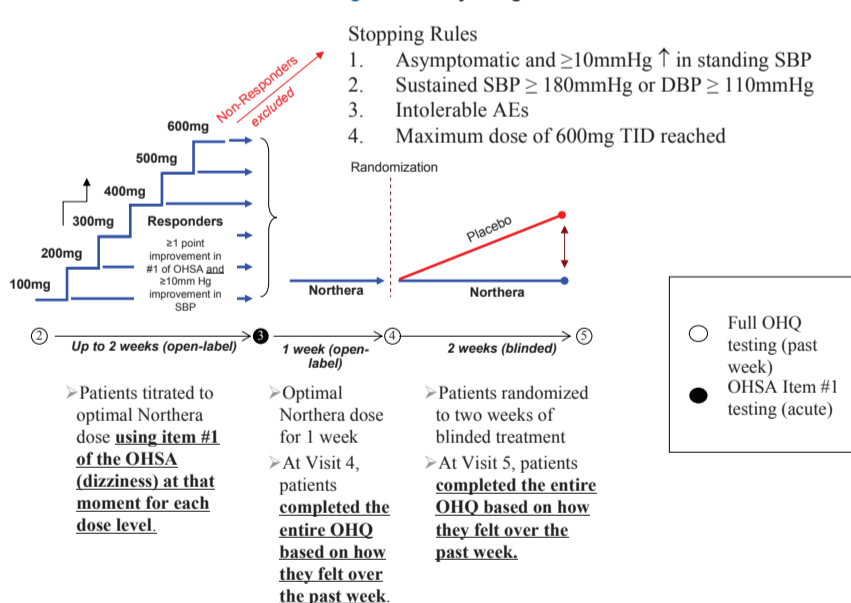 Stopping Rules
1. Asymptomatic and ≥10mmHg ↑ in standing SBP
2. Sustained SBP ≥ 180mmHg or DBP ≥ 110mmHg
3. Intolerable AEs
4. Maximum dose of 600mg TID reached
Non-Responders
excluded
600mg
500mg
400mg
300mg
200mg
100mg
Responders
≥1 point
improvement in
#1 of OHSA and
≥10mm Hg
improvement in
SBP
Randomization
Placebo
Northera
Northera
2
Up to 2 weeks (open-label)
3
1 week (open-
label)
4
2 weeks (blinded)
5
Full OHQ
testing (past
week)
OHSA Item #1
testing (acute)
➢Patients titrated to
optimal Northera
dose using item #1
of the OHSA
(dizziness) at that
moment for each
dose level.
➢Optimal
Northera dose
for 1 week
➢At Visit 4,
patients
completed the
entire OHQ
based on how
they felt over
the past week.
➢Patients randomized
to two weeks of
blinded treatment
➢At Visit 5, patients
completed the entire
OHQ based on how
they felt over the
past week.